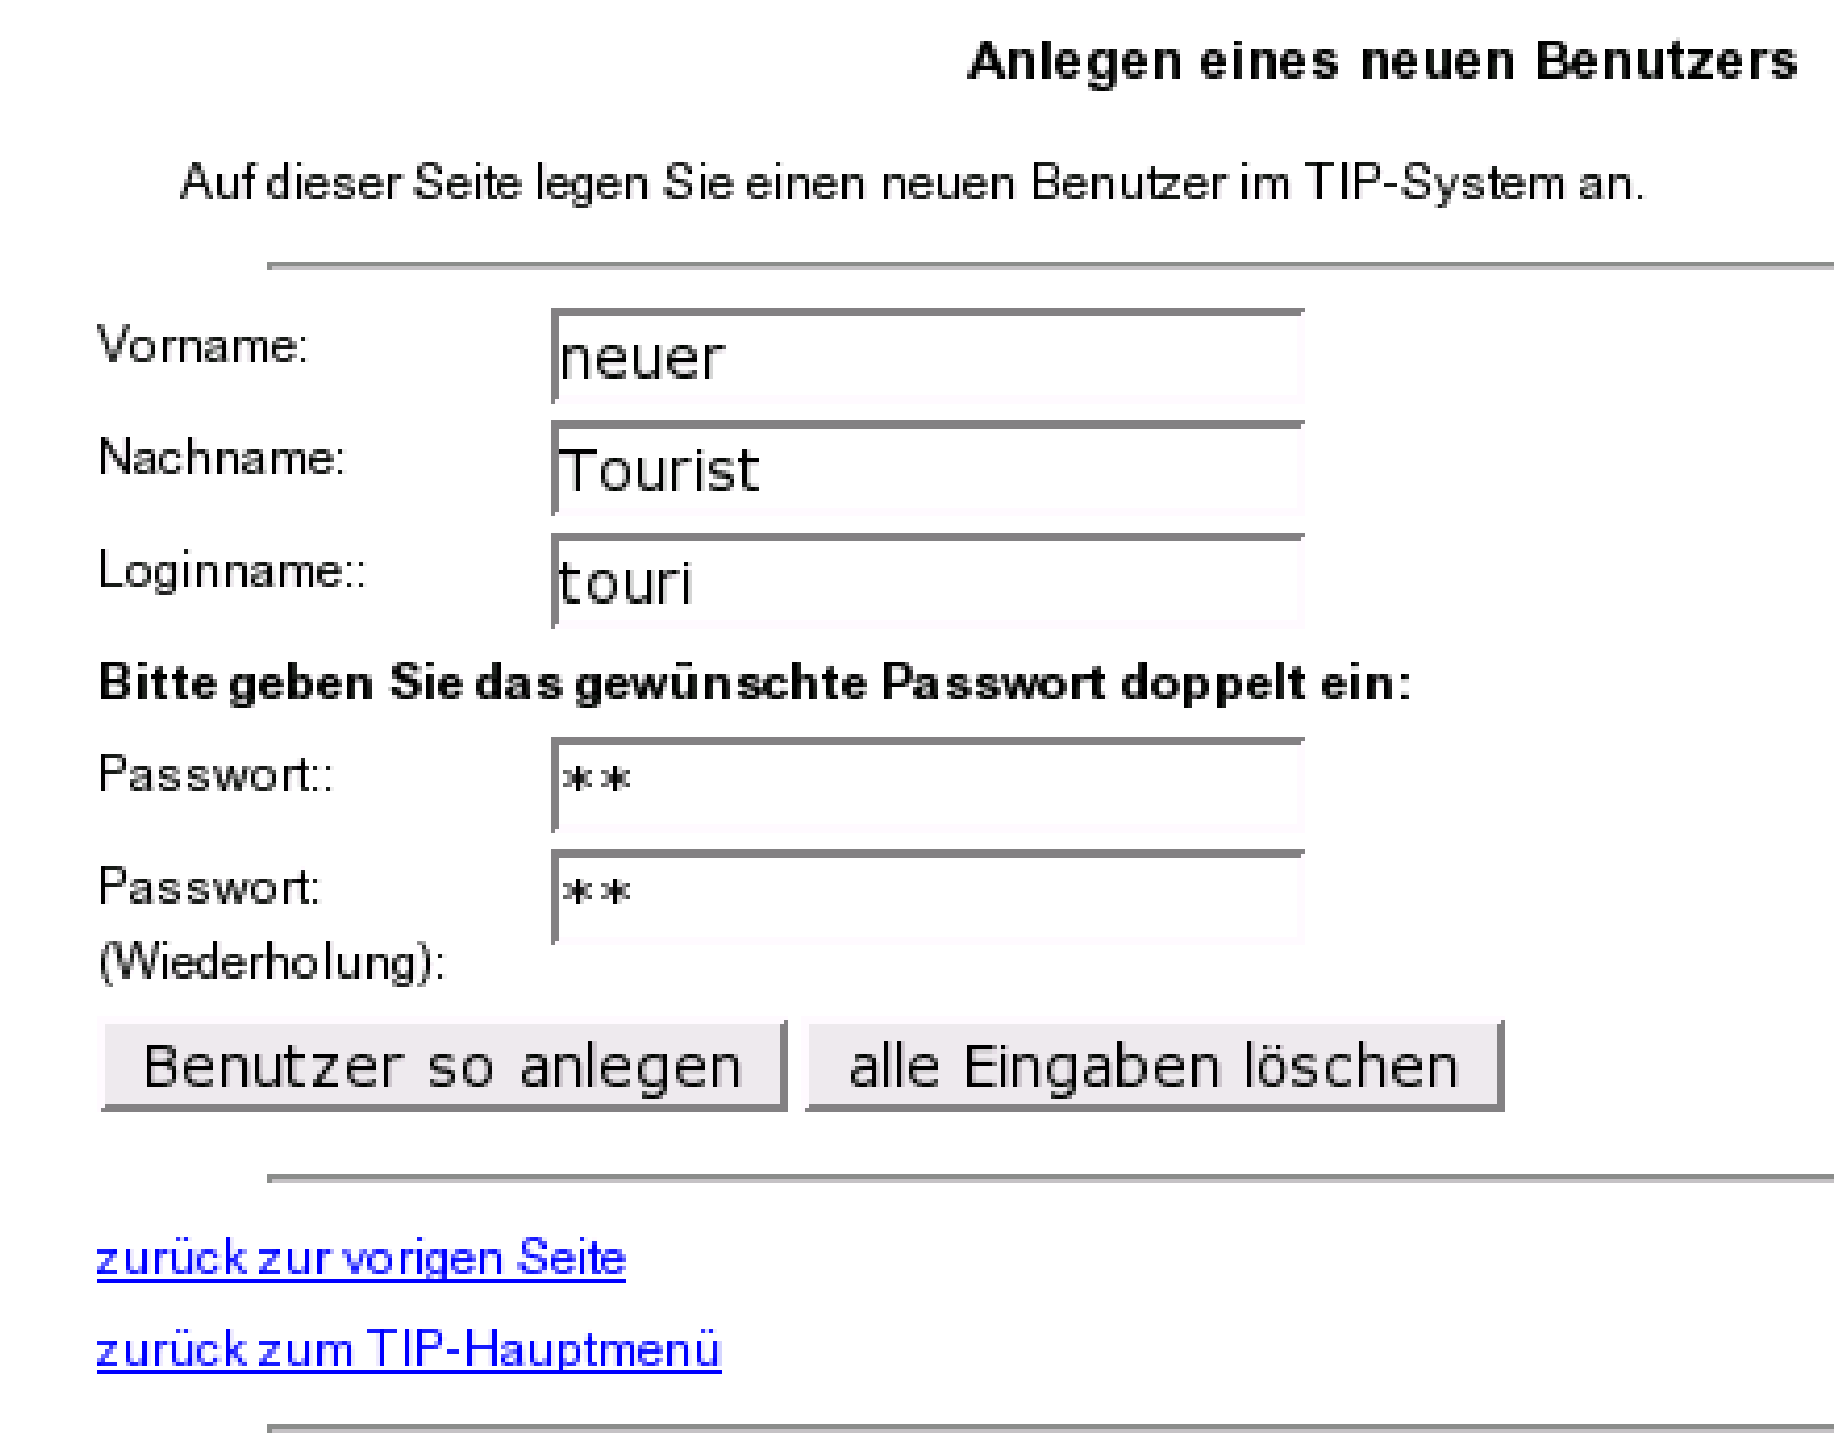 Anlegen eines neuen Benutzers
Auf dieser Seite legen Sie einen neuen Benutzer im TIP-System an.
Vorname: neuer
Nachname: Tourist
Loginname:: touri
Bitte geben Sie das gewünschte Passwort doppelt ein:
Passwort:: **
Passwort: **
(Wiederholung):
Benutzer so anlegen alle Eingaben löschen
zurück zur vorigen Seite
zurück zum TIP-Hauptmenü